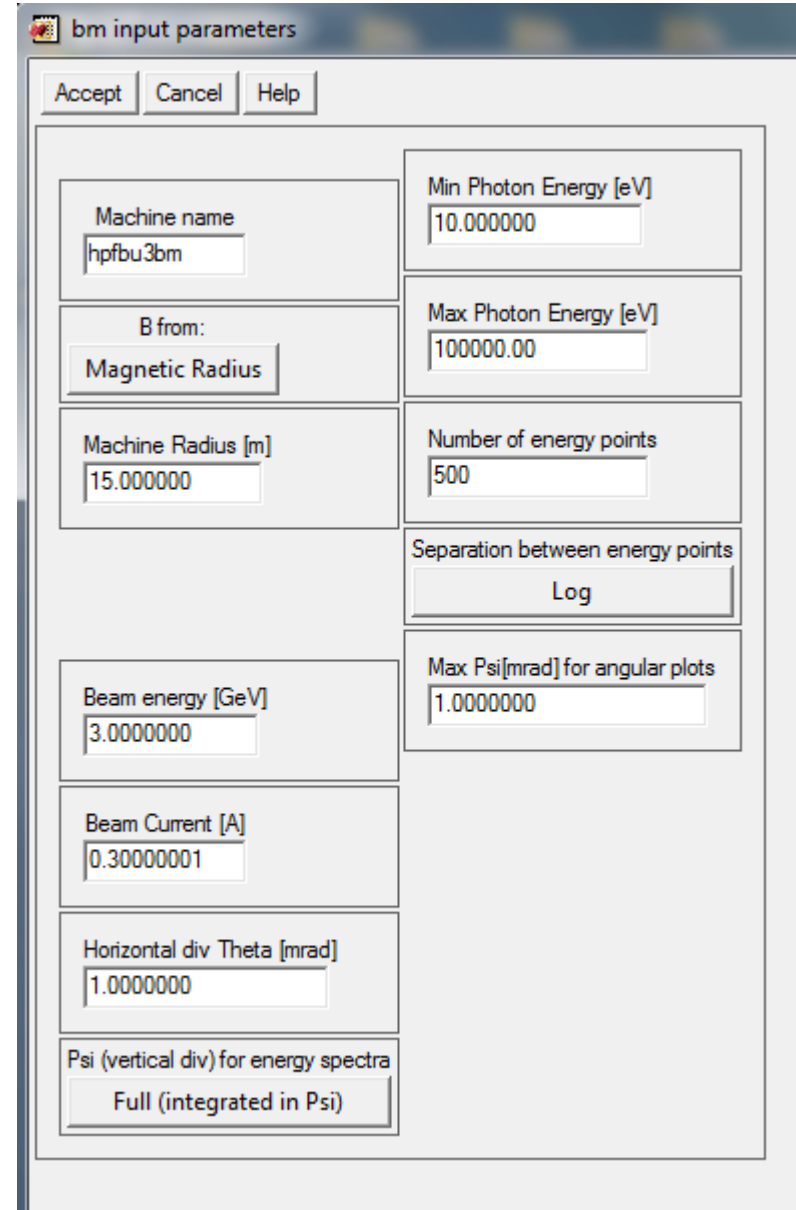 bm input parameters
Accept
Cancel
Help
Machine name
hpfbu3bm
B from:
Magnetic Radius
Machine Radius [m]
15.000000
Beam energy [GeV]
3.0000000
Beam Current [A]
0.30000001
Horizontal div Theta [mrad]
1.0000000
Psi (vertical div) for energy spectra
Full (integrated in Psi)
Min Photon Energy [eV]
10.000000
Max Photon Energy [eV]
100000.00
Number of energy points
500
Separation between energy points
Log
Max Psi[mrad] for angular plots
1.0000000